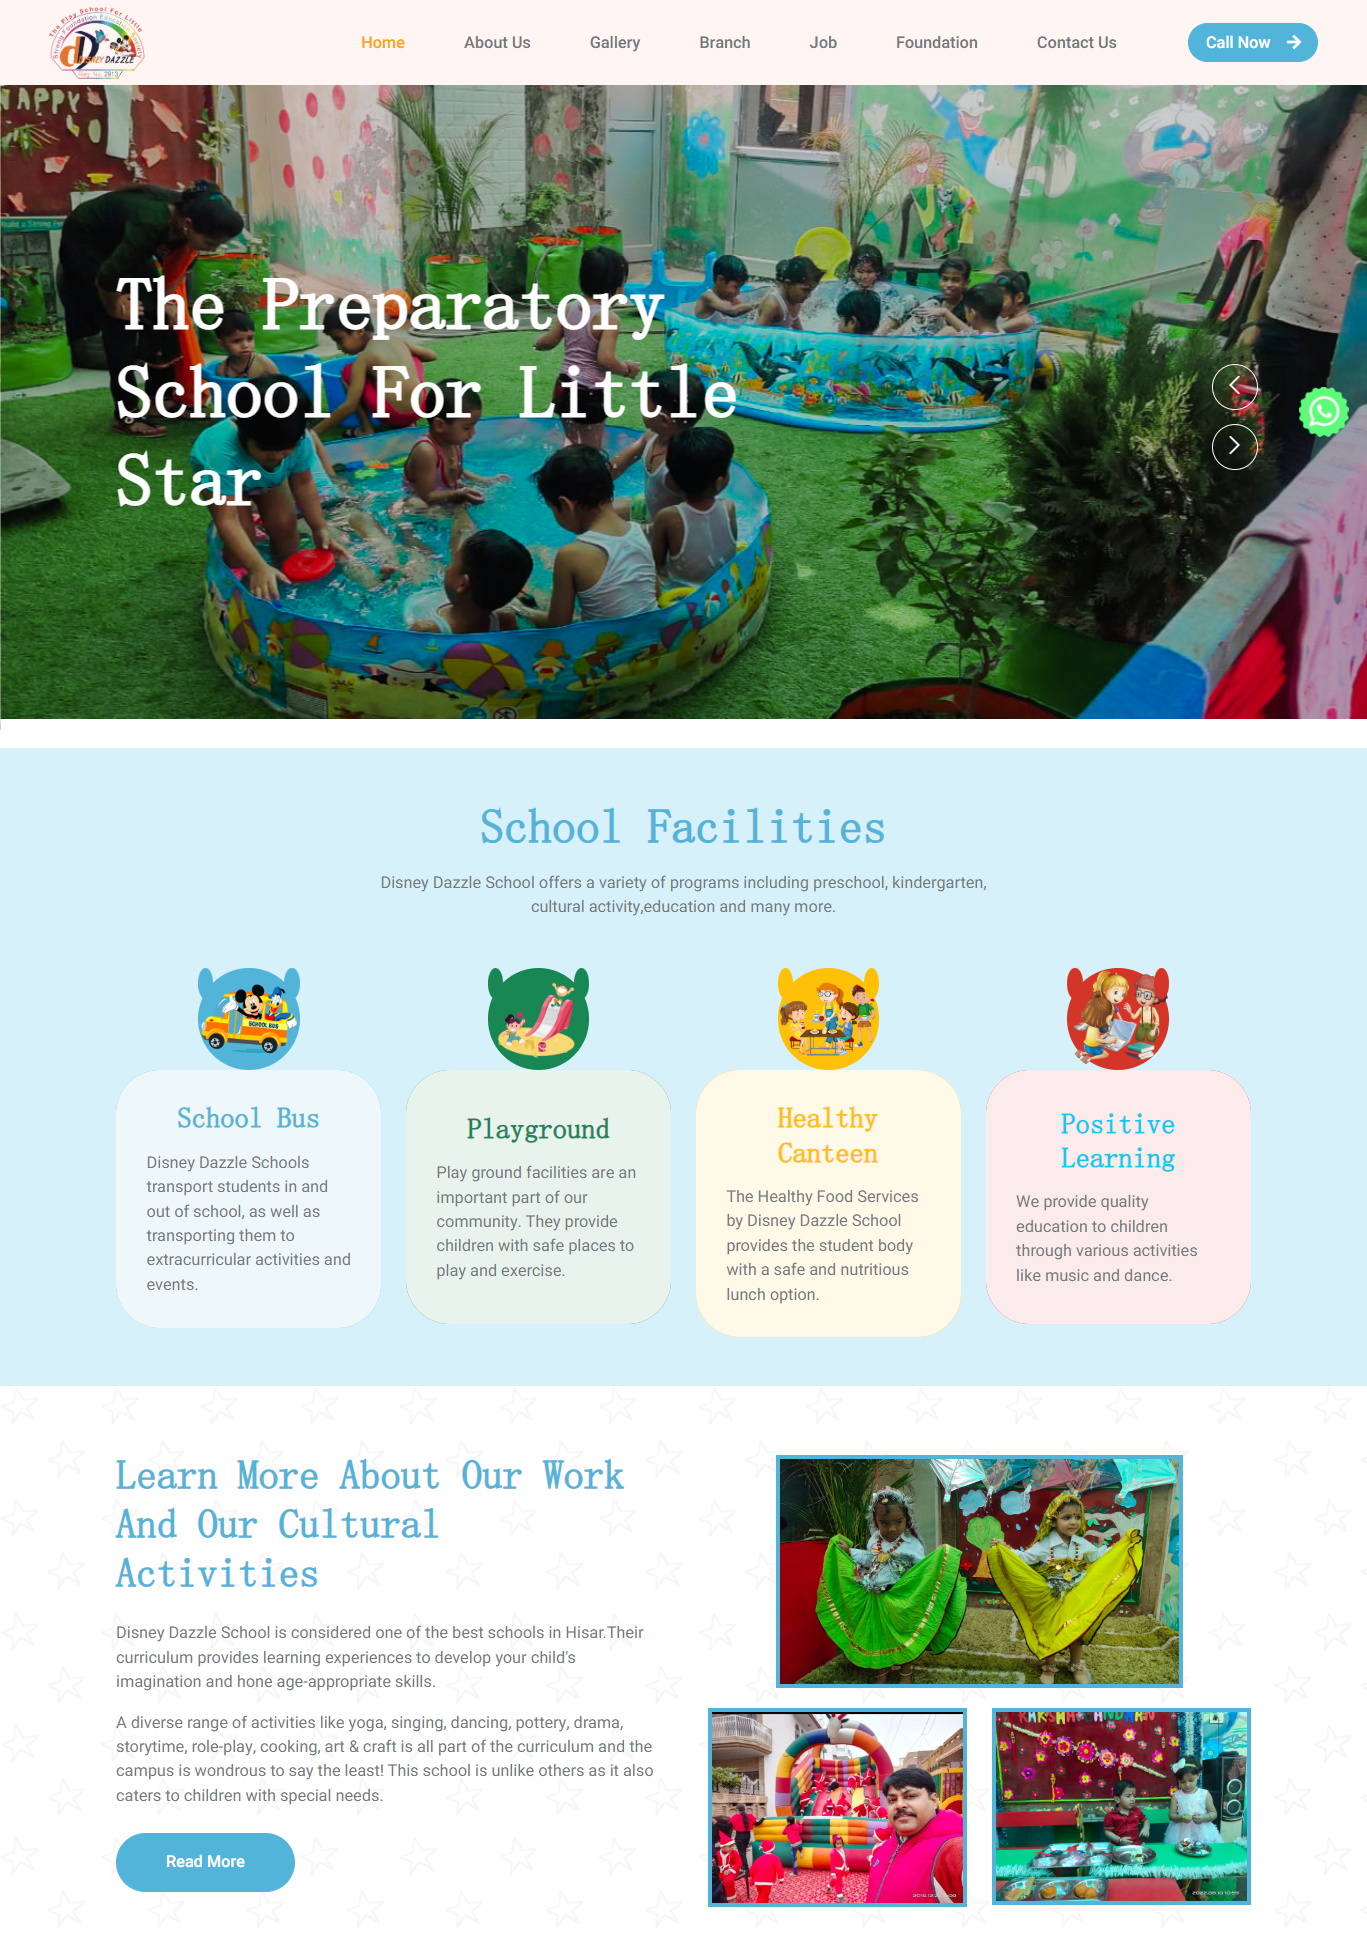 The Play School For Little
Strong Foundation Education Society
DISNEY DAZZLE
Reg. No. 2913
Home
About Us
Gallery
Branch
Job
Foundation
Contact Us
Call Now
HAPPY
The Preparatory
School For Little
Star
School Facilities
Disney Dazzle School offers a variety of programs including preschool, kindergarten,
cultural activity,education and many more.
SCHOOL BUS
School Bus
Disney Dazzle Schools
transport students in and
out of school, as well as
transporting them to
extracurricular activities and
events.
Playground
Play ground facilities are an
important part of our
community. They provide
children with safe places to
play and exercise.
Healthy
Canteen
The Healthy Food Services
by Disney Dazzle School
provides the student body
with a safe and nutritious
lunch option.
Positive
Learning
We provide quality
education to children
through various activities
like music and dance.
Learn More About Our Work
And Our Cultural
Activities
Disney Dazzle School is considered one of the best schools in Hisar.Their
curriculum provides learning experiences to develop your child's
imagination and hone age-appropriate skills.
A diverse range of activities like yoga, singing, dancing, pottery, drama,
storytime, role-play, cooking, art & craft is all part of the curriculum and the
campus is wondrous to say the least! This school is unlike others as it also
caters to children with special needs.
Read More